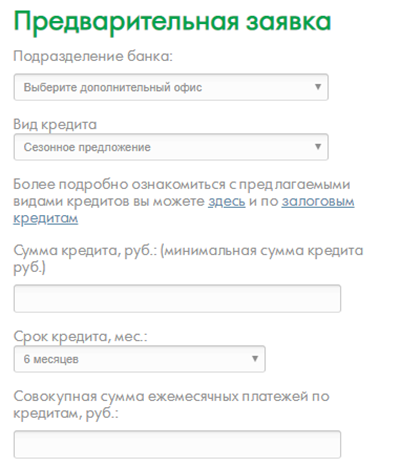 Предварительная заявка
Подразделение банка:
Выберите дополнительный офис
Вид кредита
Сезонное предложение
Более подробно ознакомиться с предлагаемыми
видами кредитов вы можете здесь и по залоговым
кредитам
Сумма кредита, руб.: (минимальная сумма кредита
руб.)
Срок кредита, мес.:
6 месяцев
Совокупная сумма ежемесячных платежей по
кредитам, руб.: